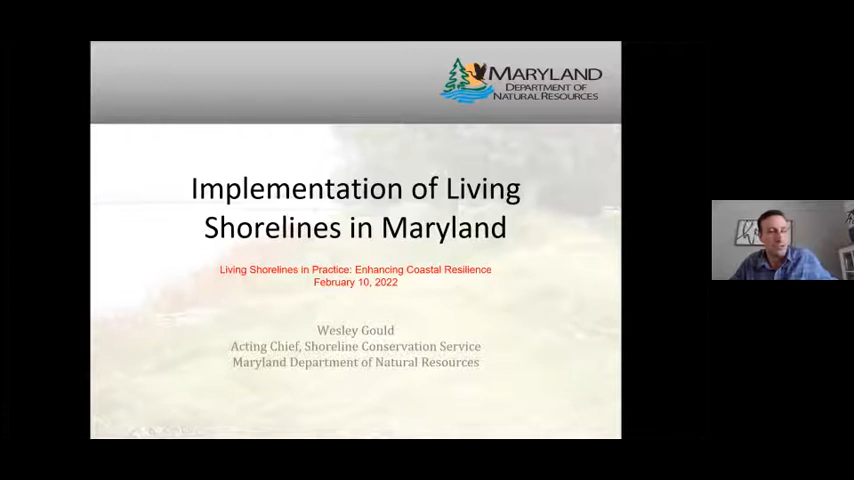 MARYLAND
DEPARTMENT OF
NATURAL RESOURCES
Implementation of Living
Shorelines in Maryland
Living Shorelines in Practice: Enhancing Coastal Resilience
February 10, 2022
Wesley Gould
Acting Chief, Shoreline Conservation Service
Maryland Department of Natural Resources